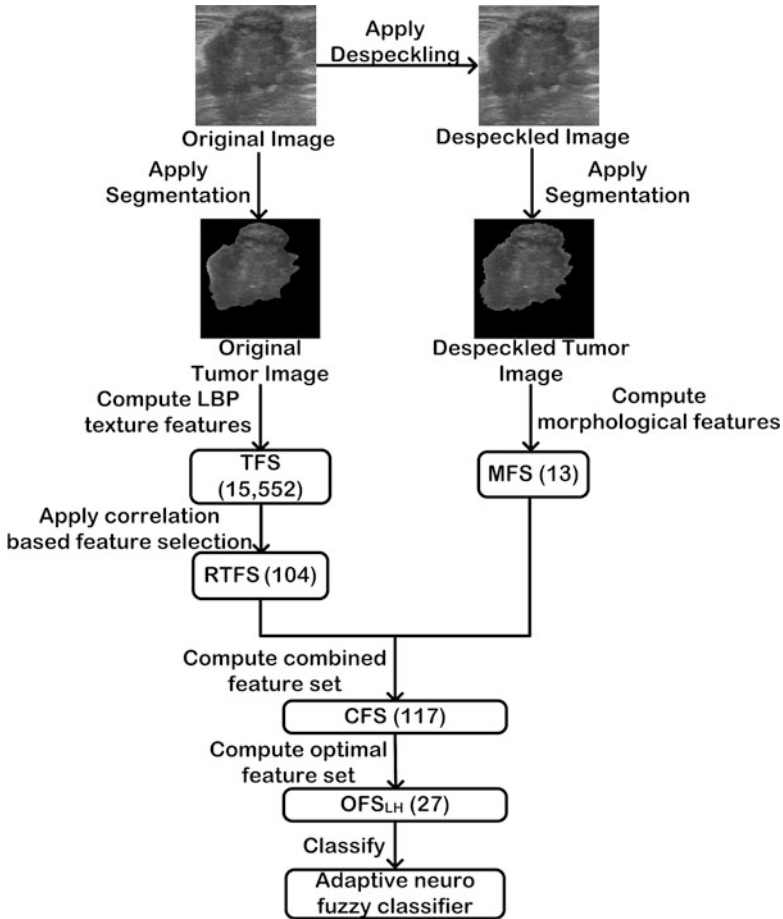 Apply
Despeckling
Original Image
Despeckled Image
Apply
Segmentation
Apply
Segmentation
Original
Tumor Image
Despeckled Tumor
Image
Compute LBP
texture features
Compute
morphological features
TFS
(15,552)
MFS (13)
Apply correlation
based feature selection
RTFS (104)
Compute combined
feature set
CFS (117)
Compute optimal
feature set
OFSLH (27)
Classify
Adaptive neuro
fuzzy classifier